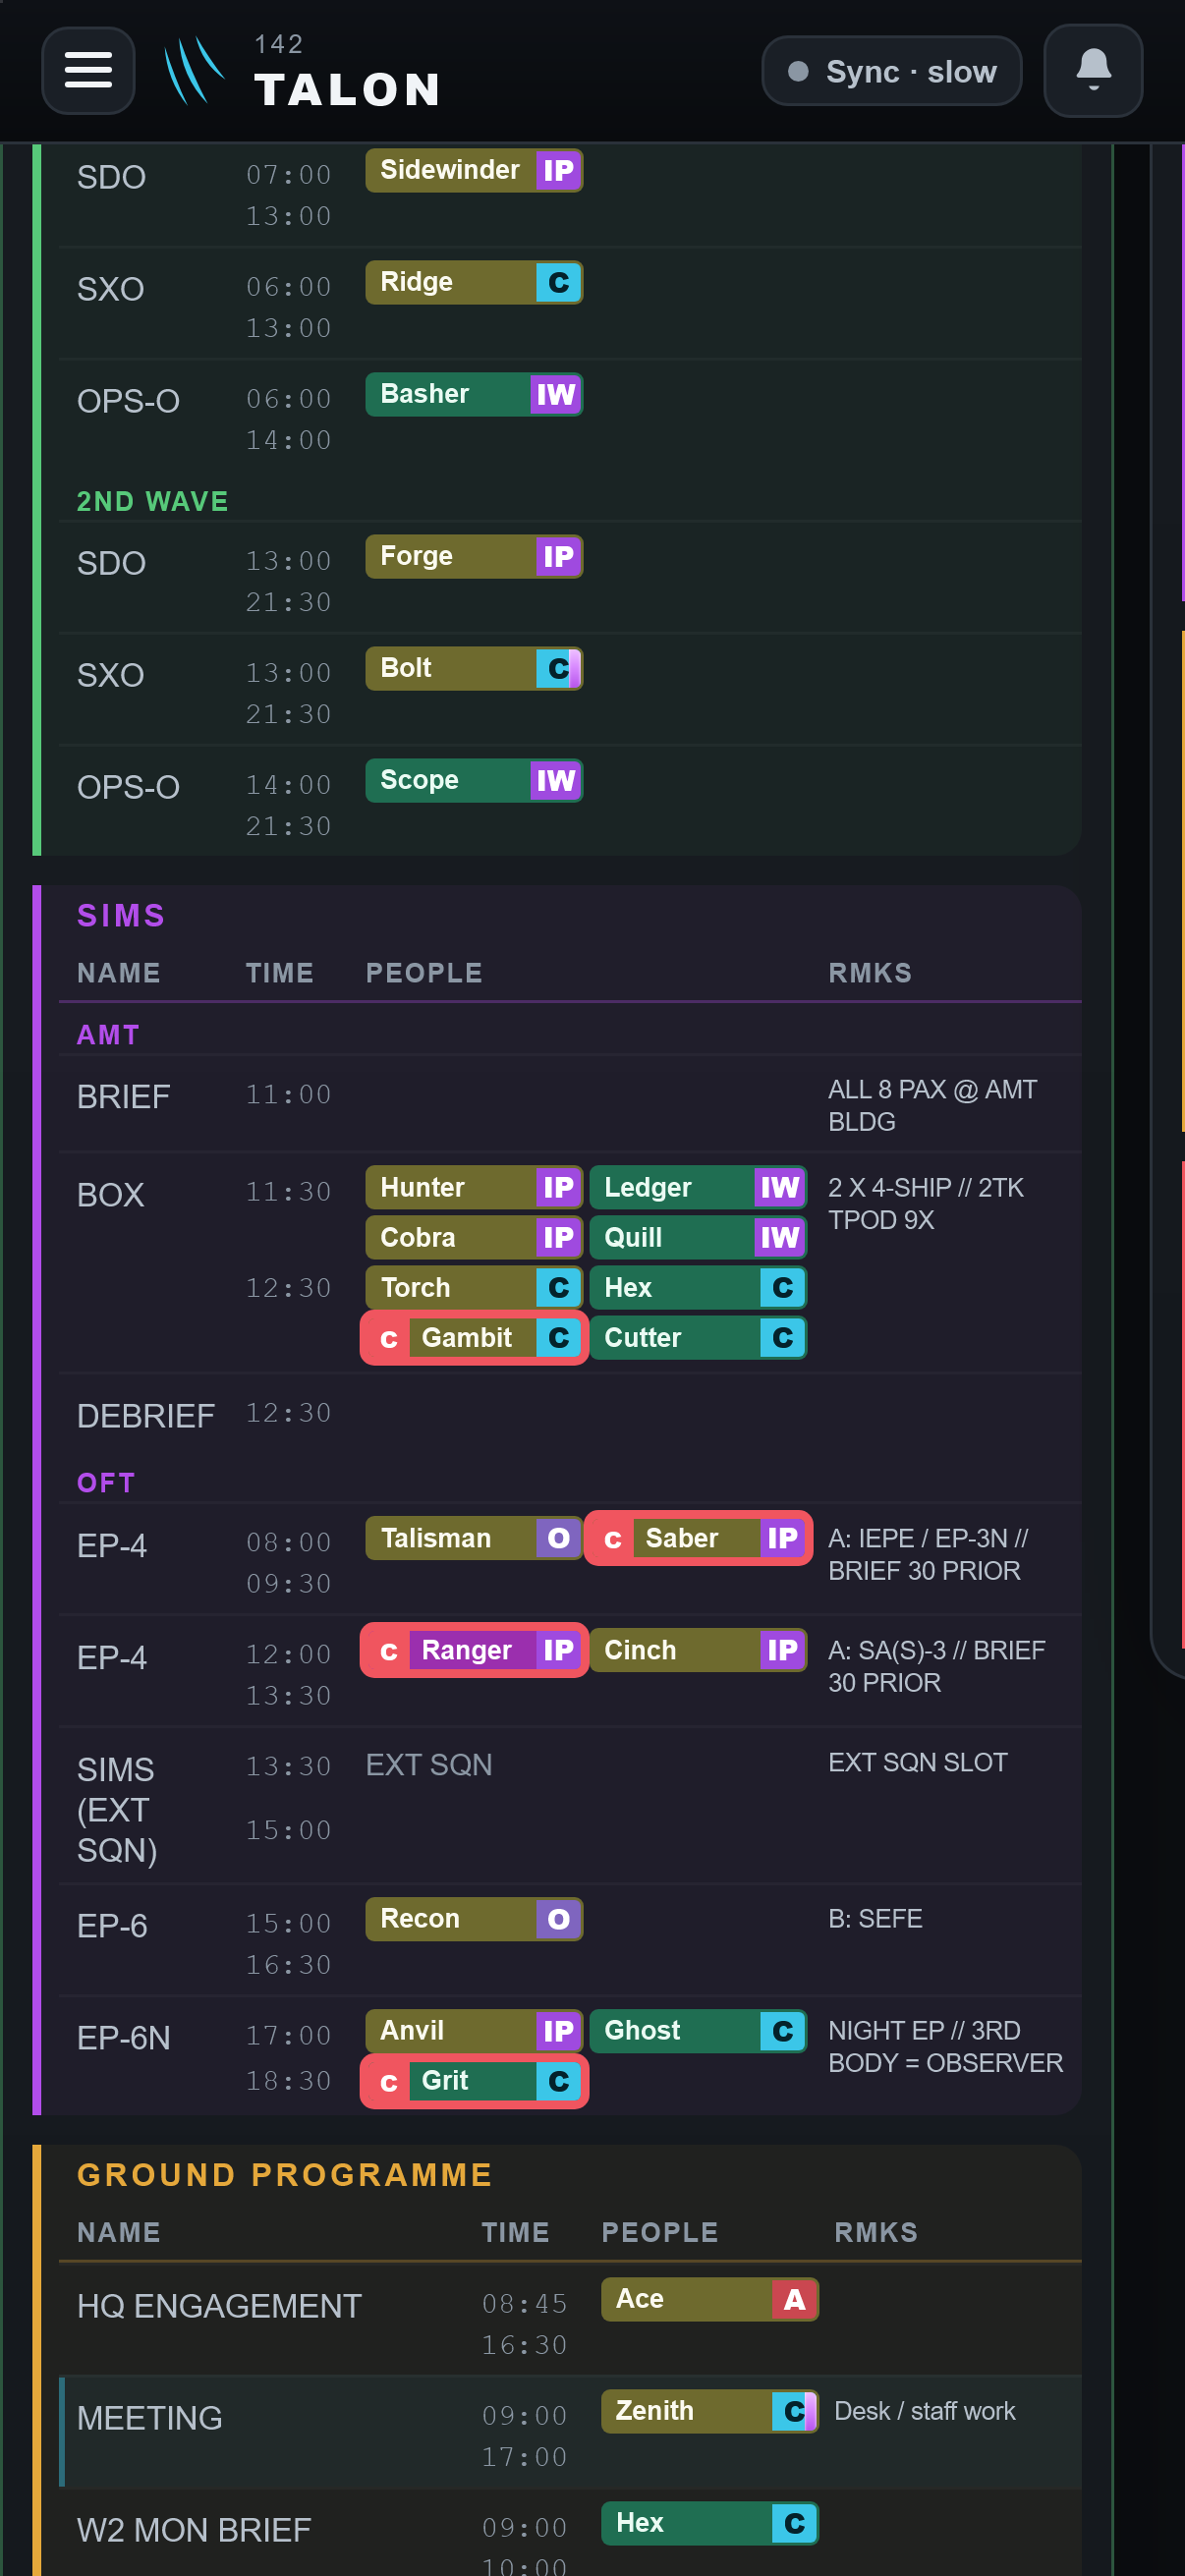 142
TALON
Sync · slow
SDO 07:00 Sidewinder IP
13:00
SXO 06:00 Ridge C
13:00
OPS-O 06:00 Basher IW
14:00
2ND WAVE
SDO 13:00 Forge IP
21:30
SXO 13:00 Bolt C
21:30
OPS-O 14:00 Scope IW
21:30
SIMS
NAME TIME PEOPLE RMKS
AMT
BRIEF 11:00 ALL 8 PAX @ AMT
BLDG
BOX 11:30 Hunter IP Ledger IW 2 X 4-SHIP // 2TK
Cobra IP Quill IW TPOD 9X
12:30 Torch C Hex C
c Gambit C Cutter C
DEBRIEF 12:30
OFT
EP-4 08:00 Talisman O c Saber IP A: IEPE / EP-3N //
09:30 BRIEF 30 PRIOR
EP-4 12:00 c Ranger IP Cinch IP A: SA(S)-3 // BRIEF
13:30 30 PRIOR
SIMS 13:30 EXT SQN EXT SQN SLOT
(EXT 15:00
SQN)
EP-6 15:00 Recon O B: SEFE
16:30
EP-6N 17:00 Anvil IP Ghost C NIGHT EP // 3RD
18:30 c Grit C BODY = OBSERVER
GROUND PROGRAMME
NAME TIME PEOPLE RMKS
HQ ENGAGEMENT 08:45 Ace A
16:30
MEETING 09:00 Zenith C Desk / staff work
17:00
W2 MON BRIEF 09:00 Hex C
10:00